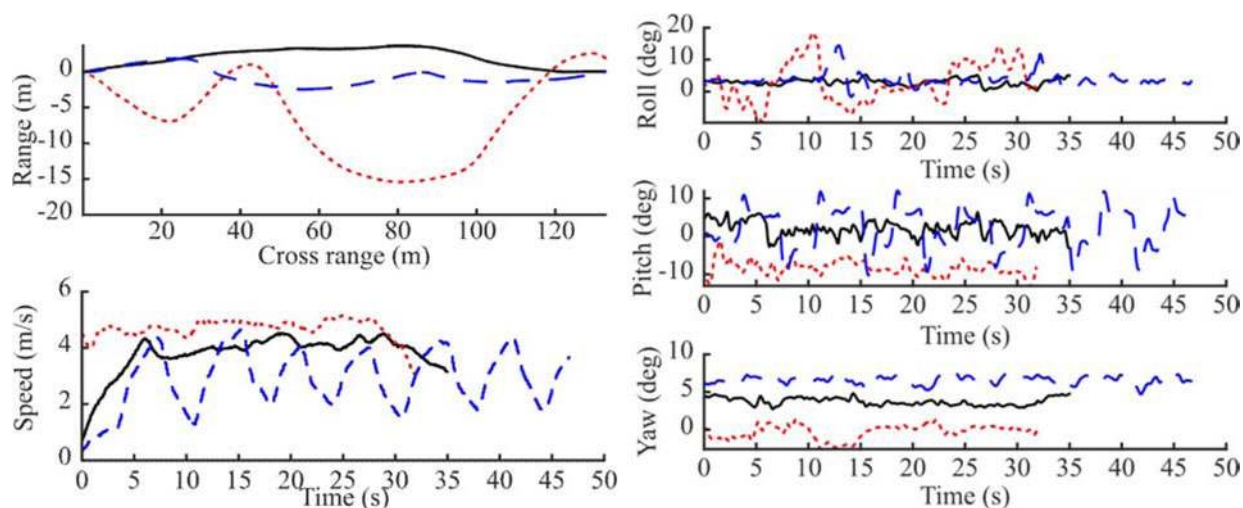 Range (m)
0
-5
-10
-15
-20
20 40 60 80 100 120
Cross range (m)
Speed (m/s)
6
4
2
0
0 5 10 15 20 25 30 35 40 45 50
Time (s)
Roll (deg)
20
10
0
0 5 10 15 20 25 30 35 40 45 50
Time (s)
Pitch (deg)
10
0
-10
0 5 10 15 20 25 30 35 40 45 50
Time (s)
Yaw (deg)
10
5
0
0 5 10 15 20 25 30 35 40 45 50
Time (s)